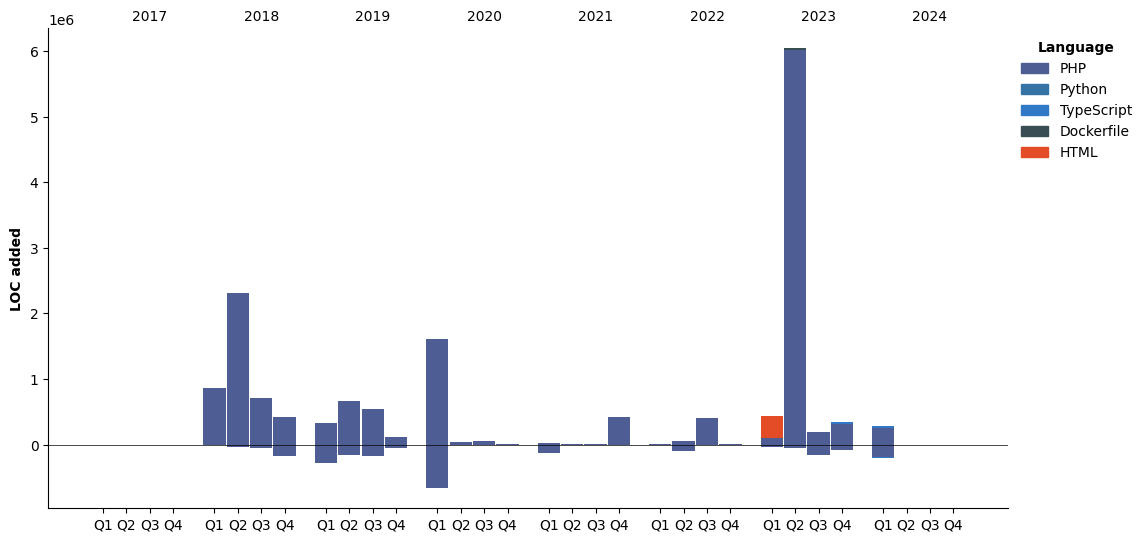 1e6
2017 2018 2019 2020 2021 2022 2023 2024
Language
PHP
Python
TypeScript
Dockerfile
HTML
LOC added
6
5
4
3
2
1
0
Q1 Q2 Q3 Q4 Q1 Q2 Q3 Q4 Q1 Q2 Q3 Q4 Q1 Q2 Q3 Q4 Q1 Q2 Q3 Q4 Q1 Q2 Q3 Q4 Q1 Q2 Q3 Q4 Q1 Q2 Q3 Q4